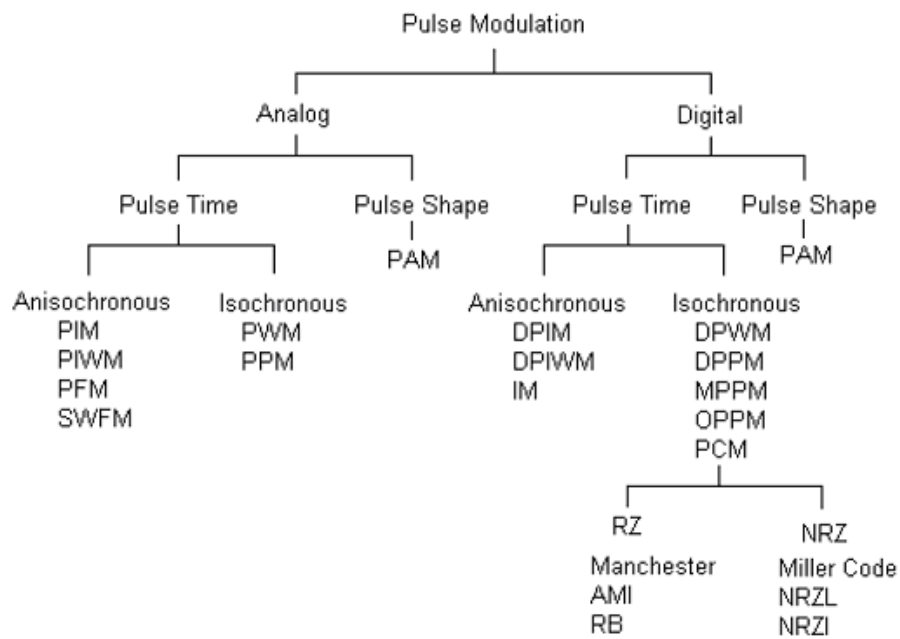 Pulse Modulation
Analog
Digital
Pulse Time
Pulse Shape
Pulse Time
Pulse Shape
PAM
PAM
Anisochronous
PIM
PIWM
PFM
SWFM
Isochronous
PWM
PPM
Anisochronous
DPIM
DPIWM
IM
Isochronous
DPWM
DPPM
MPPM
OPPM
PCM
RZ
Manchester
AMI
RB
NRZ
Miller Code
NRZL
NRZI